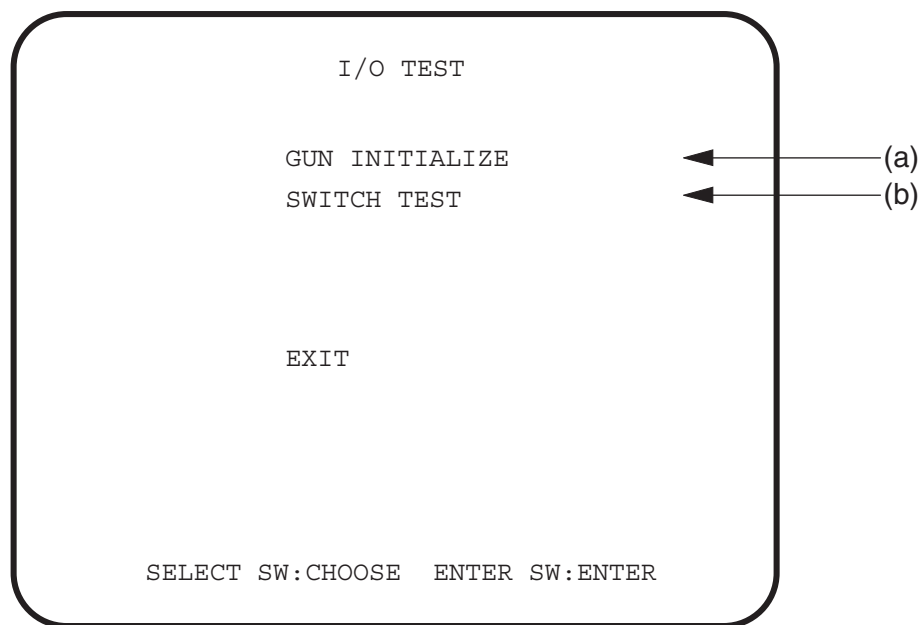 I/O TEST
GUN INITIALIZE
(a)
SWITCH TEST
(b)
EXIT
SELECT SW:CHOOSE ENTER SW:ENTER